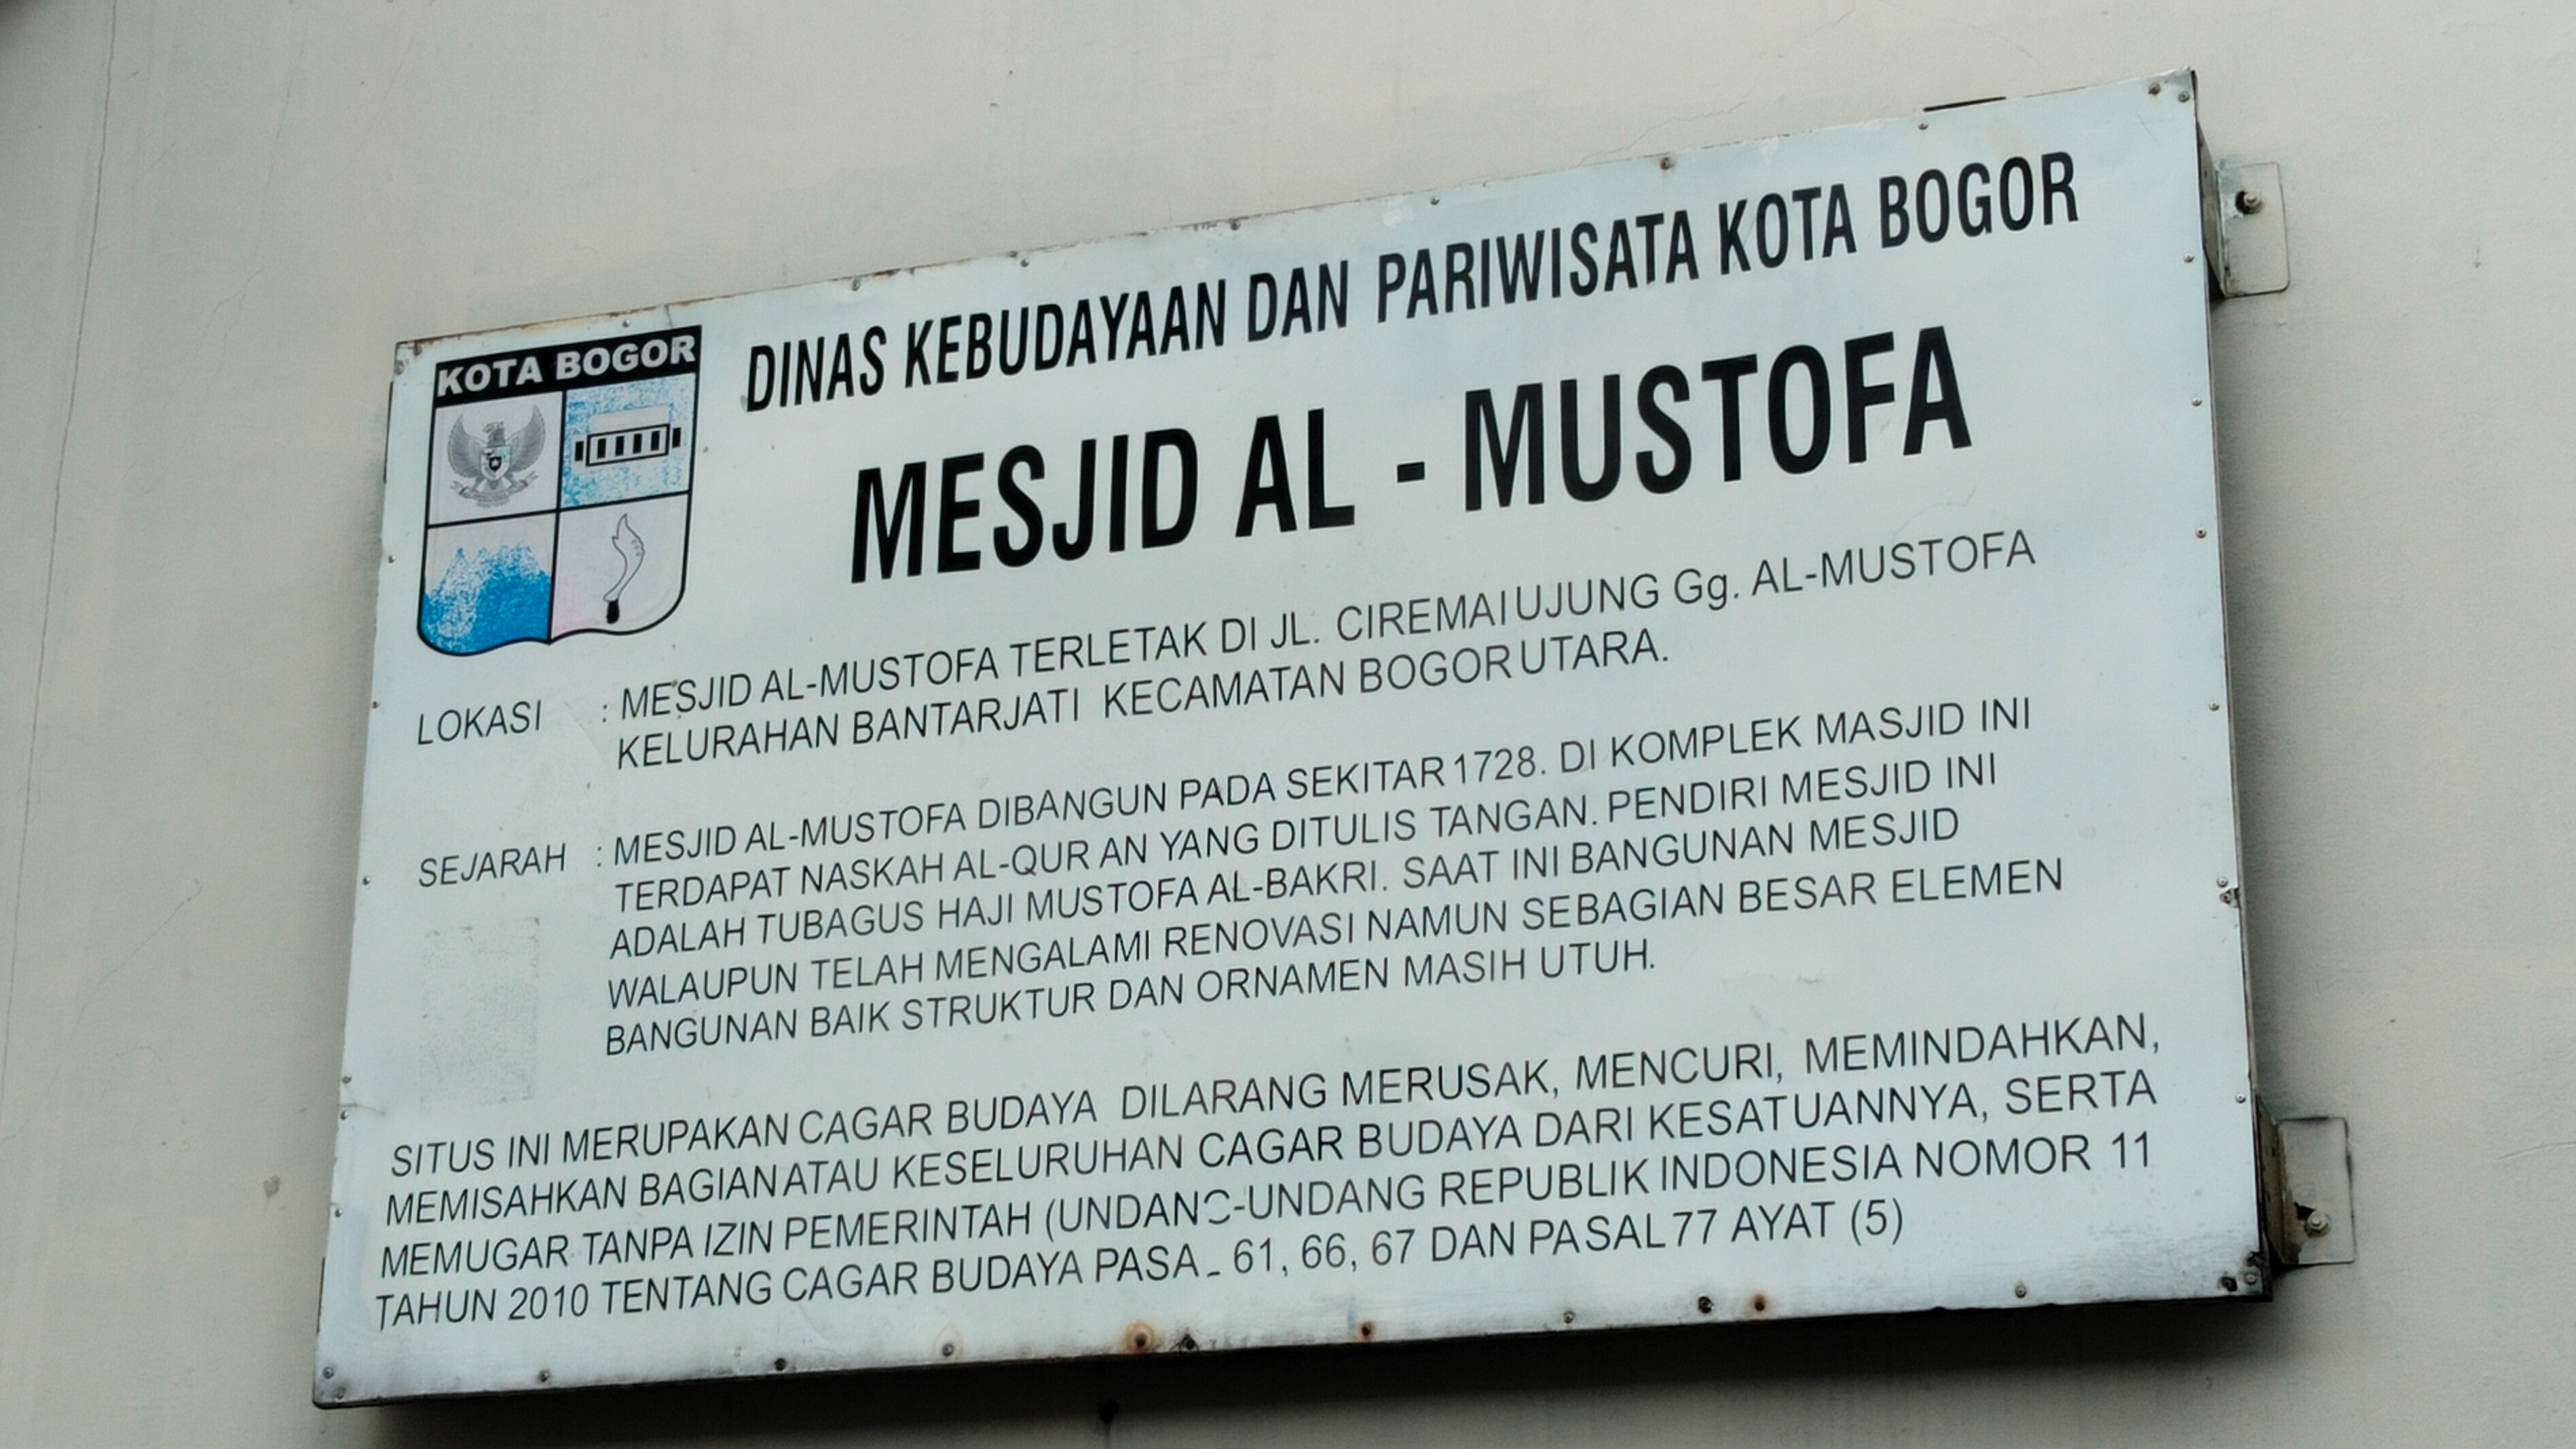 KOTA BOGOR
DINAS KEBUDAYAAN DAN PARIWISATA KOTA BOGOR
MESJID AL - MUSTOFA
LOKASI : MESJID AL-MUSTOFA TERLETAK DI JL. CIREMAI UJUNG Gg. AL-MUSTOFA
KELURAHAN BANTARJATI KECAMATAN BOGOR UTARA.
SEJARAH : MESJID AL-MUSTOFA DIBANGUN PADA SEKITAR 1728. DI KOMPLEK MASJID INI
TERDAPAT NASKAH AL-QUR AN YANG DITULIS TANGAN. PENDIRI MESJID INI
ADALAH TUBAGUS HAJI MUSTOFA AL-BAKRI. SAAT INI BANGUNAN MESJID
WALAUPUN TELAH MENGALAMI RENOVASI NAMUN SEBAGIAN BESAR ELEMEN
BANGUNAN BAIK STRUKTUR DAN ORNAMEN MASIH UTUH.
SITUS INI MERUPAKAN CAGAR BUDAYA DILARANG MERUSAK, MENCURI, MEMINDAHKAN,
MEMISAHKAN BAGIAN ATAU KESELURUHAN CAGAR BUDAYA DARI KESATUANNYA, SERTA
MEMUGAR TANPA IZIN PEMERINTAH (UNDANG-UNDANG REPUBLIK INDONESIA NOMOR 11
TAHUN 2010 TENTANG CAGAR BUDAYA PASAL 61, 66, 67 DAN PASAL 77 AYAT (5)